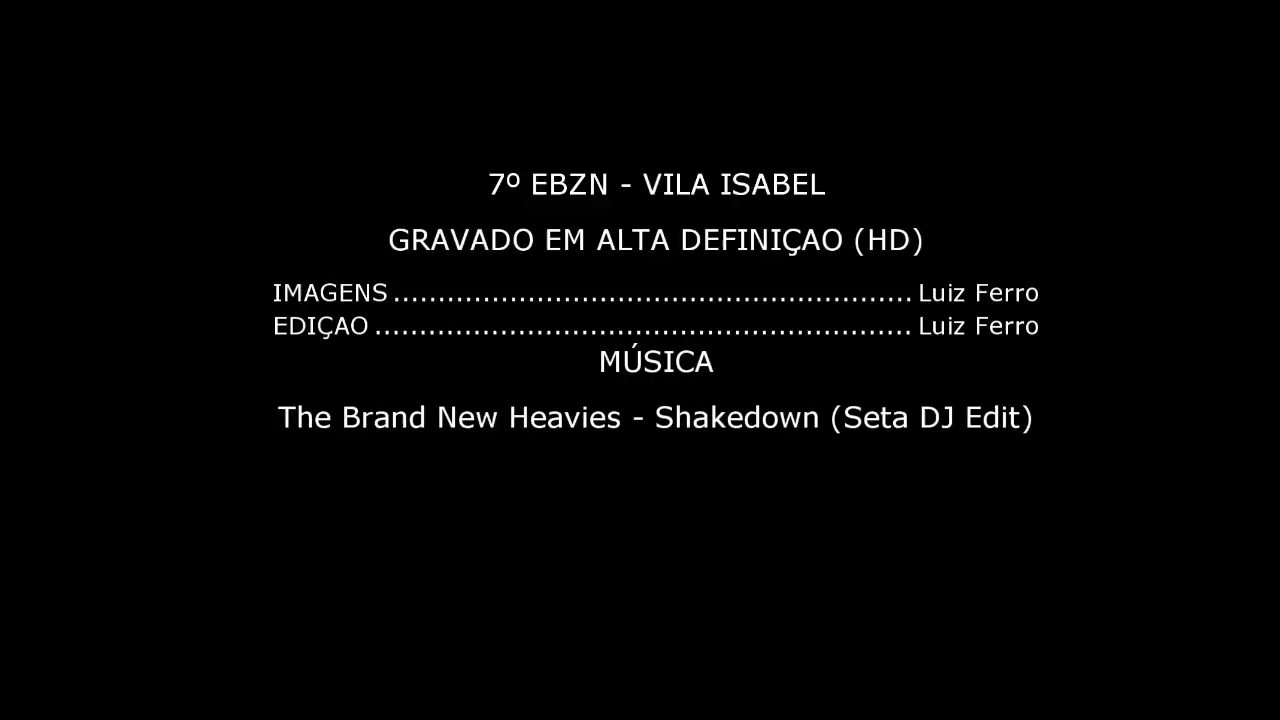 7º EBZN - VILA ISABEL
GRAVADO EM ALTA DEFINIÇAO (HD)
IMAGENS ............................................................ Luiz Ferro
EDIÇAO .............................................................. Luiz Ferro
MÚSICA
The Brand New Heavies - Shakedown (Seta DJ Edit)